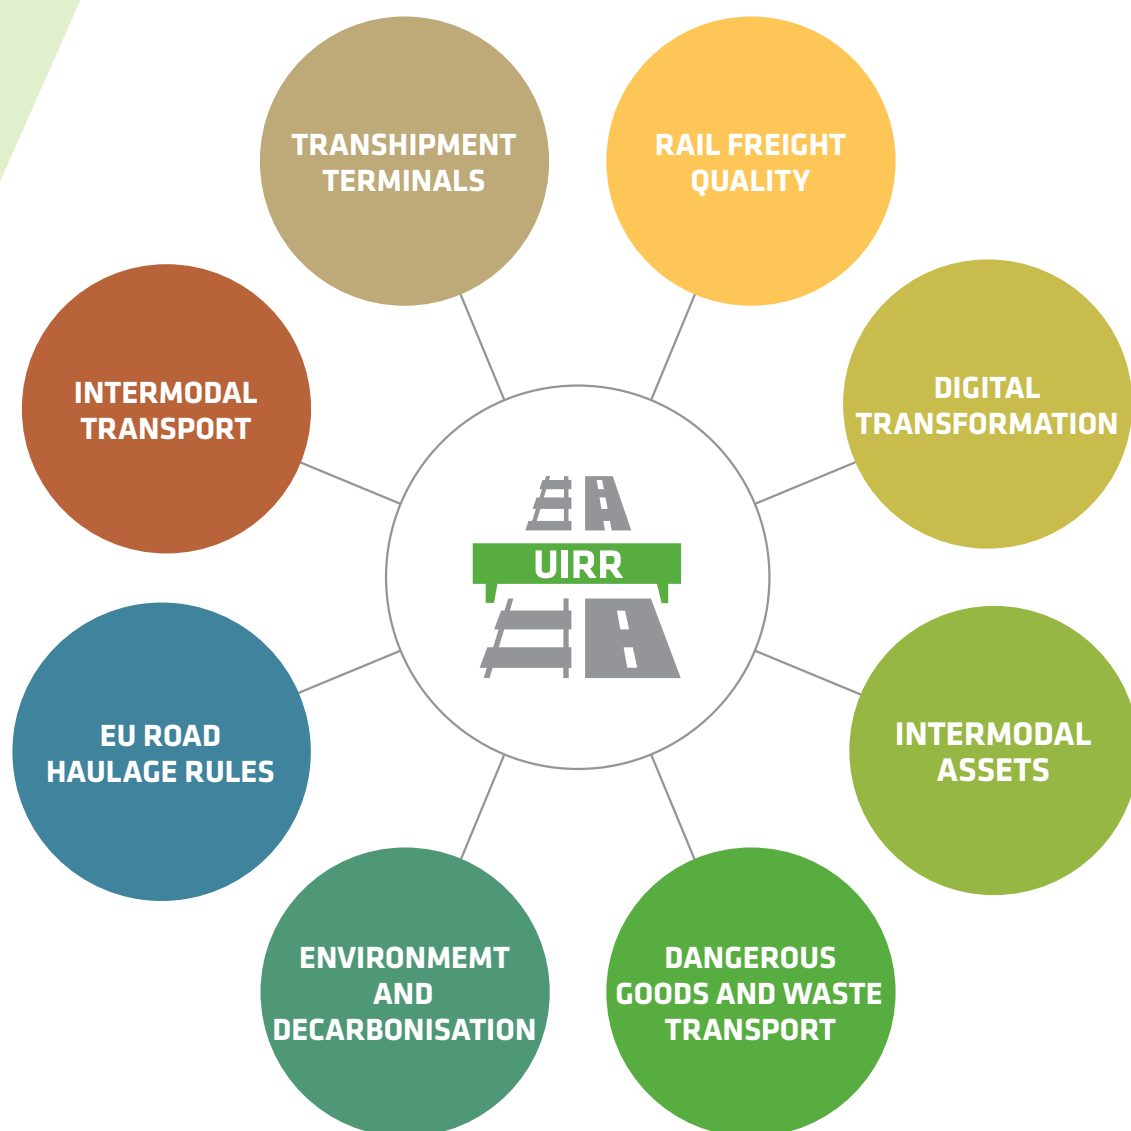 TRANSHIPMENT
TERMINALS
RAIL FREIGHT
QUALITY
INTERMODAL
TRANSPORT
DIGITAL
TRANSFORMATION
UIRR
EU ROAD
HAULAGE RULES
INTERMODAL
ASSETS
ENVIRONMEMT
AND
DECARBONISATION
DANGEROUS
GOODS AND WASTE
TRANSPORT